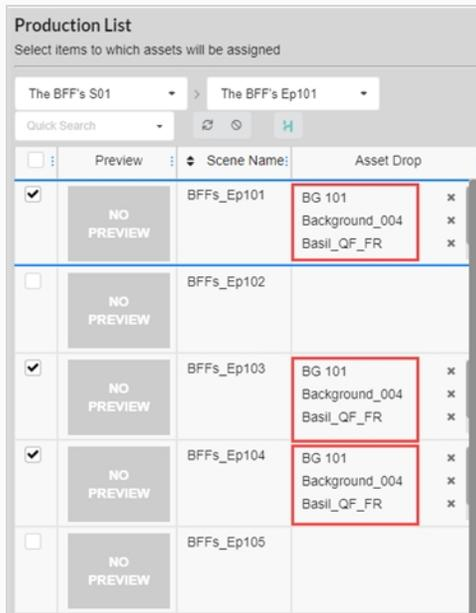 Production List
Select items to which assets will be assigned
The BFF's S01 > The BFF's Ep101
Quick Search
Preview Scene Name Asset Drop
NO PREVIEW
BFFs_Ep101
BG 101
Background_004
Basil_QF_FR
NO PREVIEW
BFFs_Ep102
NO PREVIEW
BFFs_Ep103
BG 101
Background_004
Basil_QF_FR
NO PREVIEW
BFFs_Ep104
BG 101
Background_004
Basil_QF_FR
NO PREVIEW
BFFs_Ep105